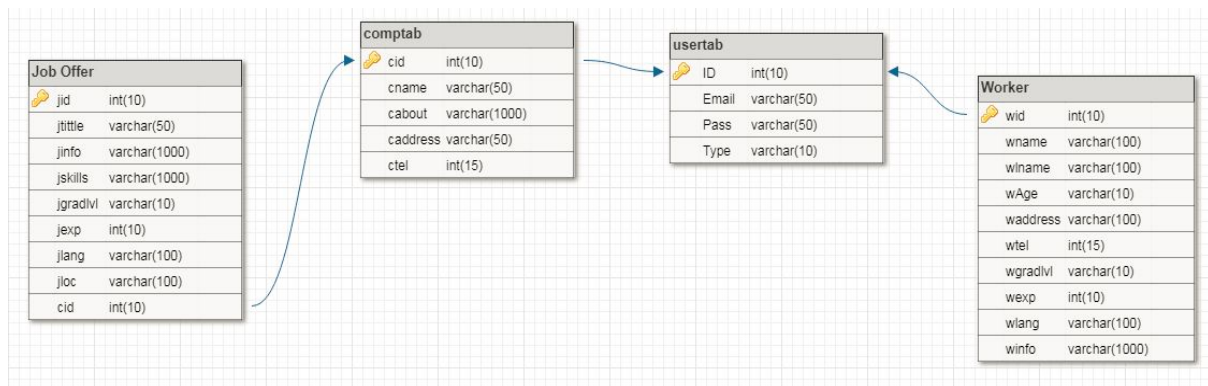 Job Offer
jid int(10)
jtittle varchar(50)
jinfo varchar(1000)
jskills varchar(1000)
jgradlvl varchar(10)
jexp int(10)
jlang varchar(100)
jloc varchar(100)
cid int(10)
comptab
cid int(10)
cname varchar(50)
cabout varchar(1000)
caddress varchar(50)
ctel int(15)
usertab
ID int(10)
Email varchar(50)
Pass varchar(50)
Type varchar(10)
Worker
wid int(10)
wname varchar(100)
wlname varchar(100)
wAge varchar(10)
waddress varchar(100)
wtel int(15)
wgradlvl varchar(10)
wexp int(10)
wlang varchar(100)
winfo varchar(1000)